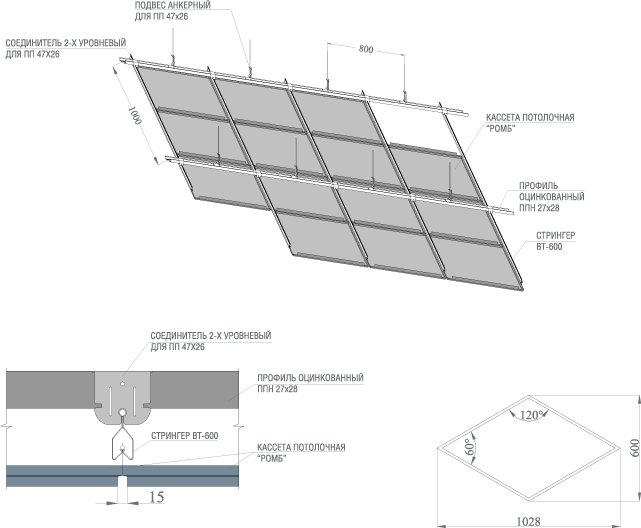 ПОДВЕС АНКЕРНЫЙ
ДЛЯ ПП 47х26
СОЕДИНИТЕЛЬ 2-Х УРОВНЕВЫЙ
ДЛЯ ПП 47Х26
800
1000
КАССЕТА ПОТОЛОЧНАЯ
"РОМБ"
ПРОФИЛЬ
ОЦИНКОВАННЫЙ
ППН 27х28
СТРИНГЕР
ВТ-600
СОЕДИНИТЕЛЬ 2-Х УРОВНЕВЫЙ
ДЛЯ ПП 47Х26
ПРОФИЛЬ ОЦИНКОВАННЫЙ
ППН 27х28
СТРИНГЕР ВТ-600
КАССЕТА ПОТОЛОЧНАЯ
"РОМБ"
15
120°
60°
600
1028